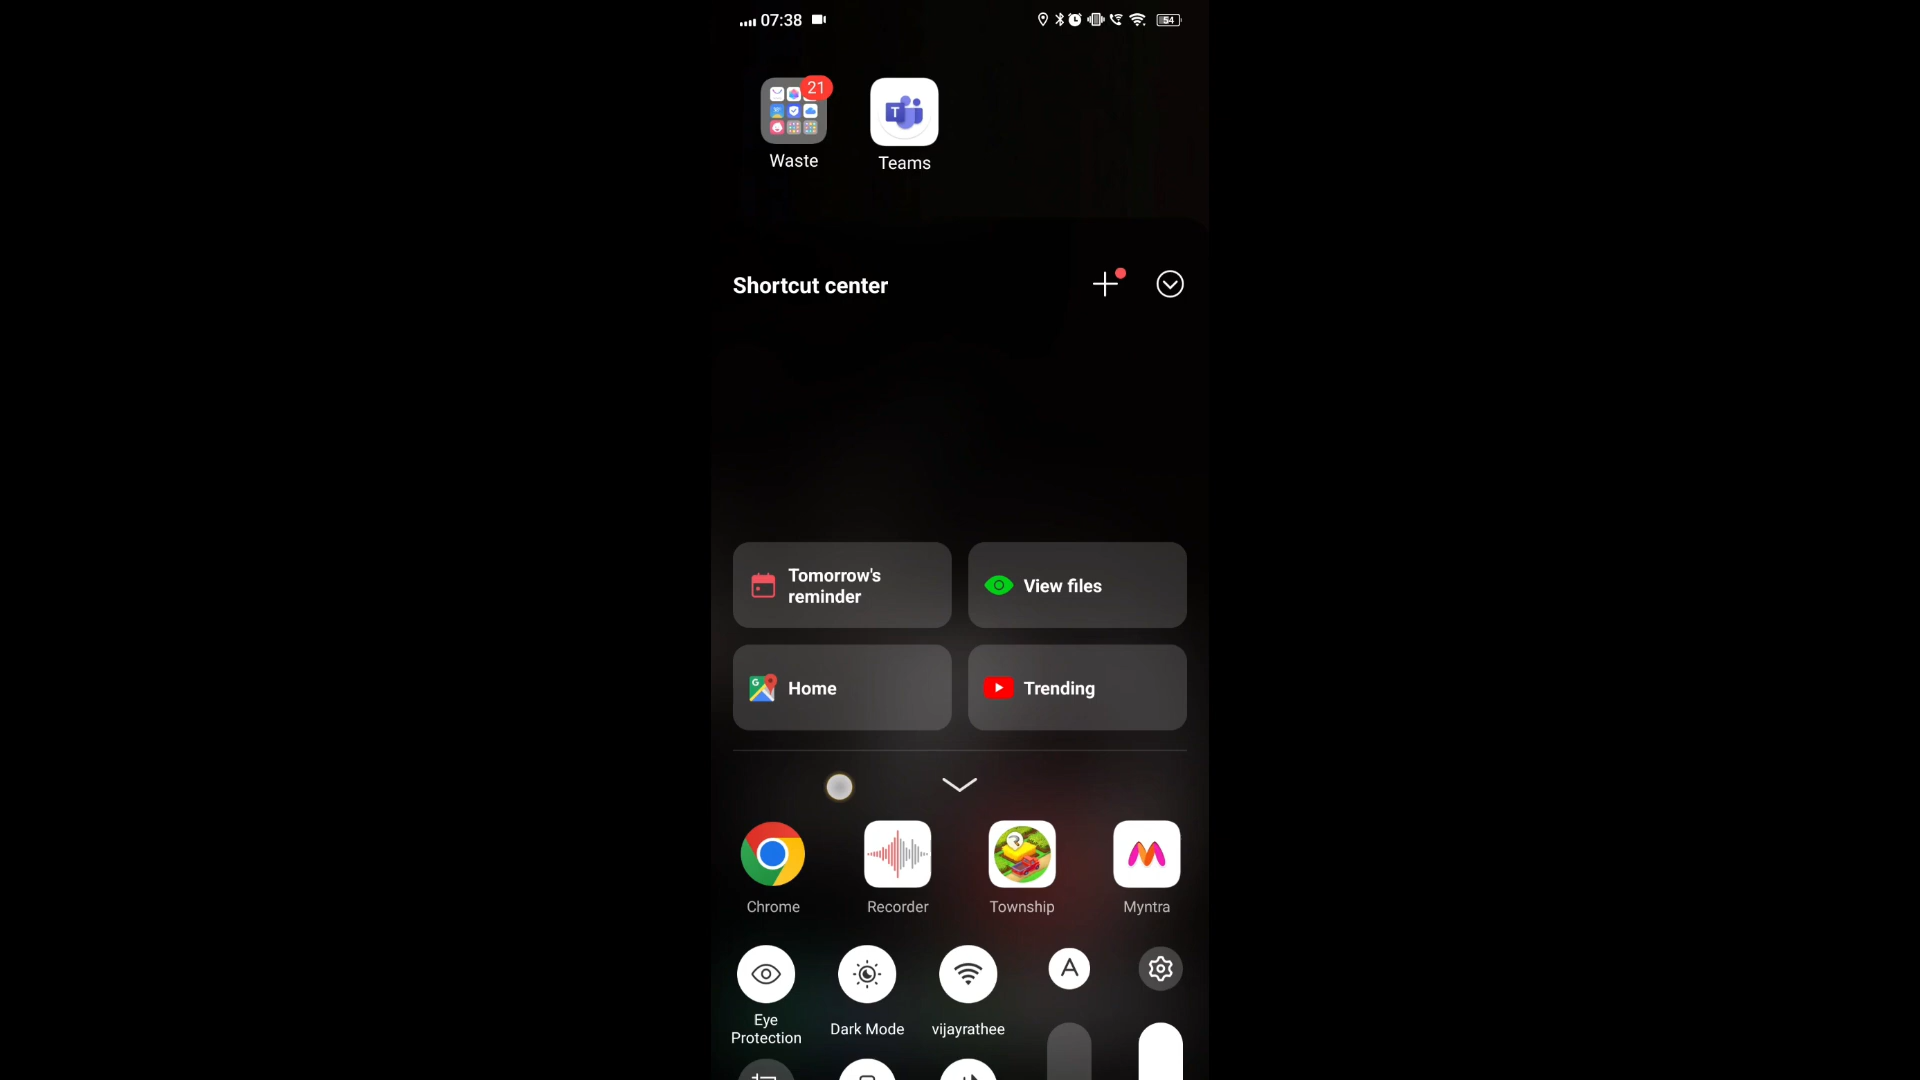 07:38
54
21
Waste
Teams
Shortcut center
Tomorrow's
reminder
View files
Home
Trending
Chrome
Recorder
Township
Myntra
A
Eye
Protection
Dark Mode
vijayrathee